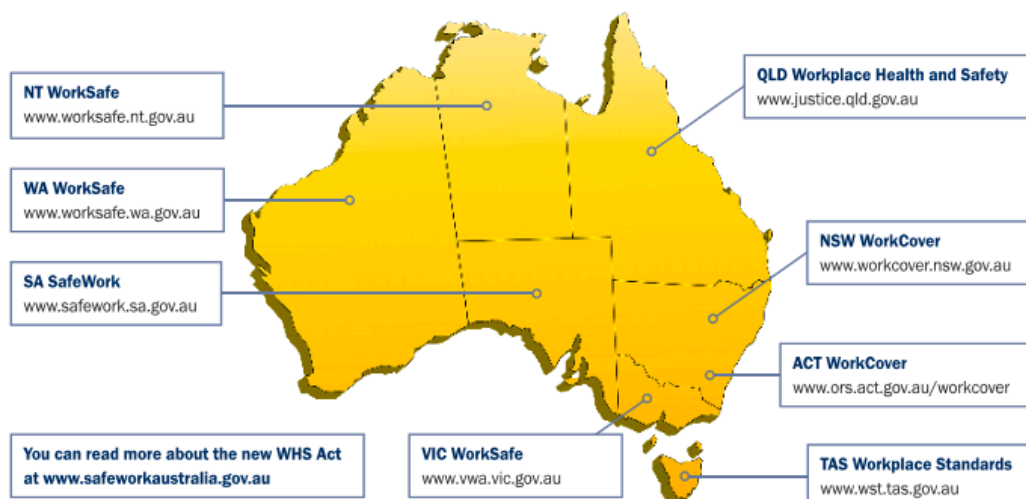 NT WorkSafe
www.worksafe.nt.gov.au
QLD Workplace Health and Safety
www.justice.qld.gov.au
WA WorkSafe
www.worksafe.wa.gov.au
NSW WorkCover
www.workcover.nsw.gov.au
SA SafeWork
www.safework.sa.gov.au
ACT WorkCover
www.ors.act.gov.au/workcover
You can read more about the new WHS Act
at www.safeworkaustralia.gov.au
VIC WorkSafe
www.vwa.vic.gov.au
TAS Workplace Standards
www.wst.tas.gov.au